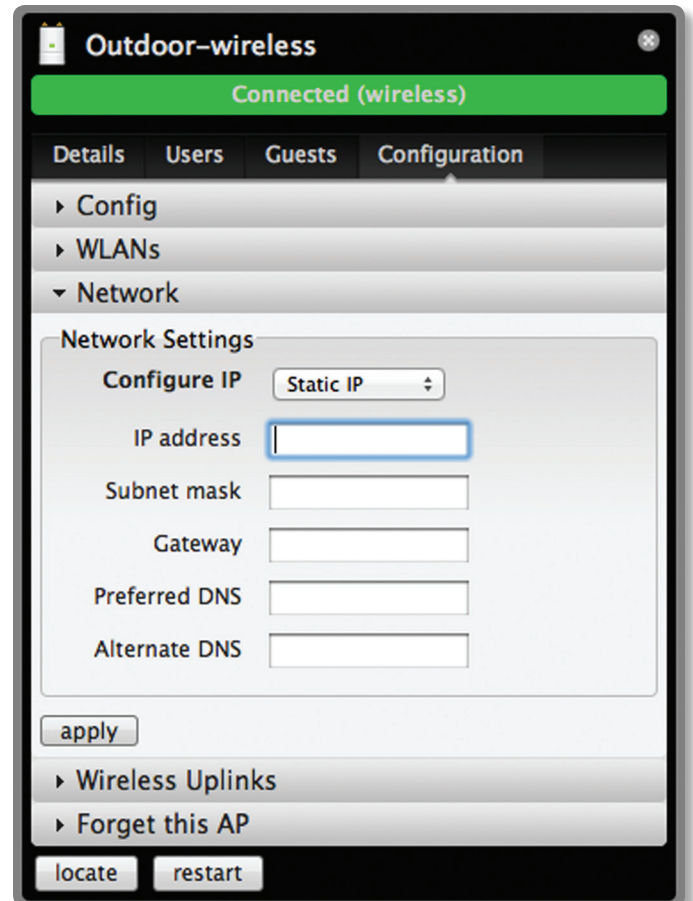 Outdoor-wireless
Connected (wireless)
Details Users Guests Configuration
Config
WLANs
Network
Network Settings
Configure IP Static IP
IP address
Subnet mask
Gateway
Preferred DNS
Alternate DNS
apply
Wireless Uplinks
Forget this AP
locate restart